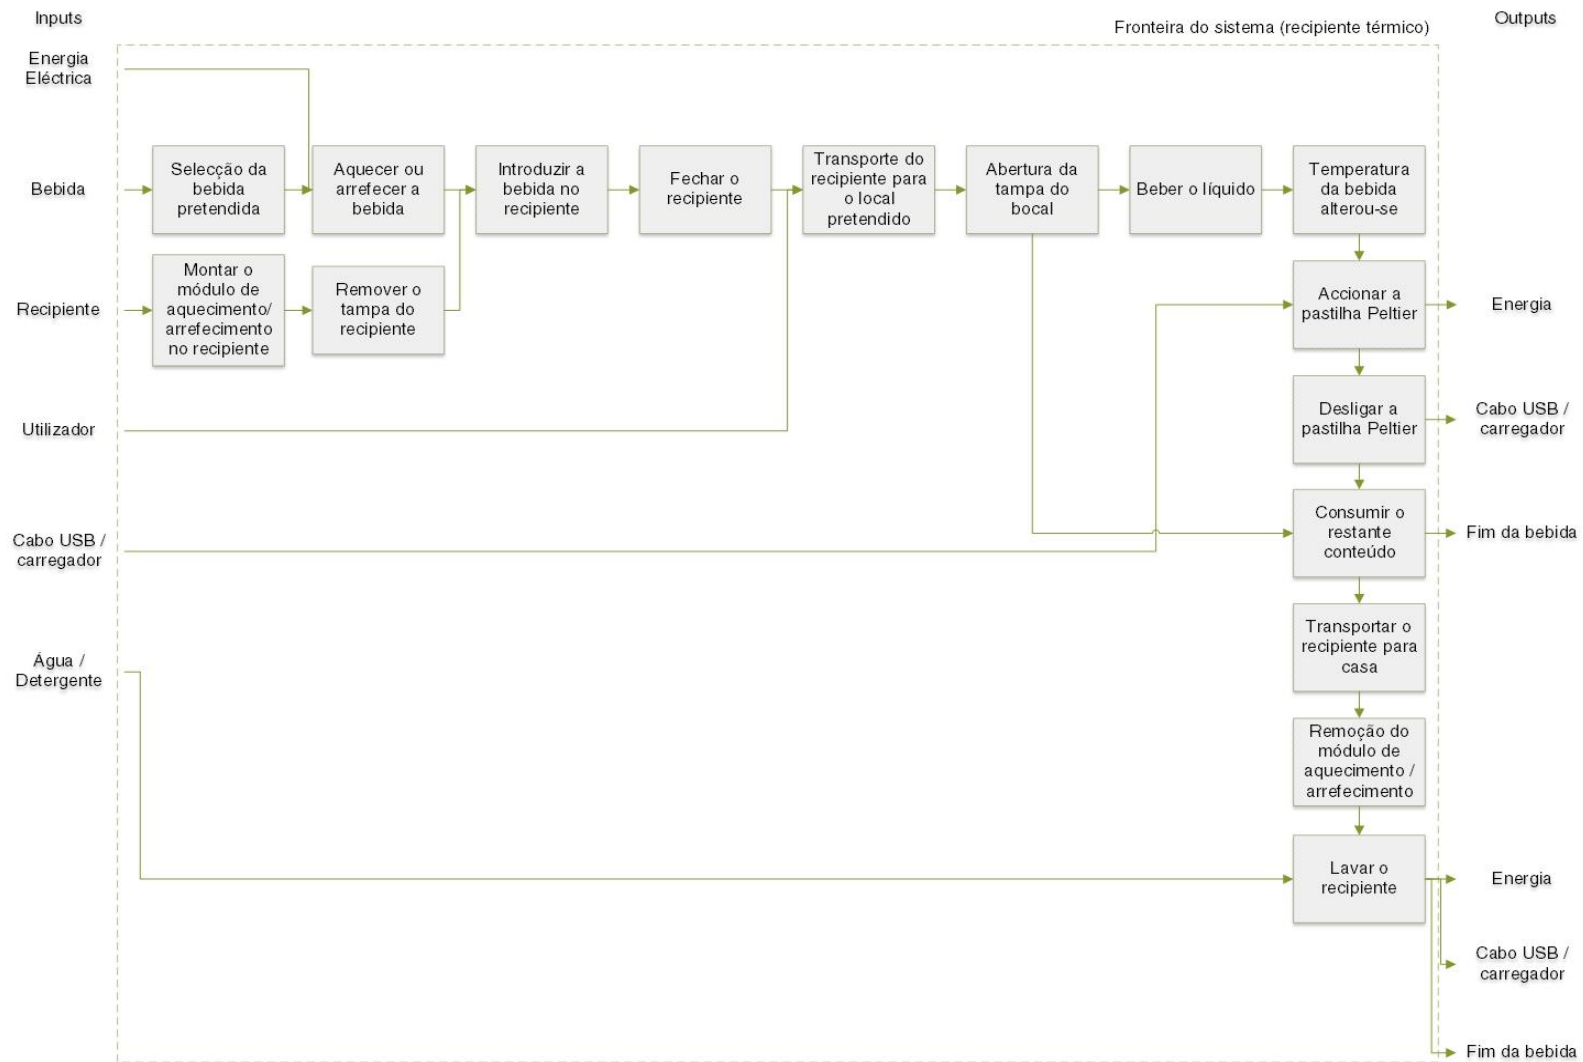 Inputs
Outputs
Fronteira do sistema (recipiente térmico)
Energia
Eléctrica
Bebida
Selecção da
bebida
pretendida
Aquecer ou
arrefecer a
bebida
Introduzir a
bebida no
recipiente
Fechar o
recipiente
Transporte do
recipiente para
o local
pretendido
Abertura da
tampa do
bocal
Beber o líquido
Temperatura
da bebida
alterou-se
Recipiente
Montar o
módulo de
aquecimento/
arrefecimento
no recipiente
Remover o
tampa do
recipiente
Accionar a
pastilha Peltier
Energia
Utilizador
Desligar a
pastilha Peltier
Cabo USB /
carregador
Cabo USB /
carregador
Consumir o
restante
conteúdo
Fim da bebida
Água /
Detergente
Transportar o
recipiente para
casa
Remoção do
módulo de
aquecimento /
arrefecimento
Lavar o
recipiente
Energia
Cabo USB /
carregador
Fim da bebida